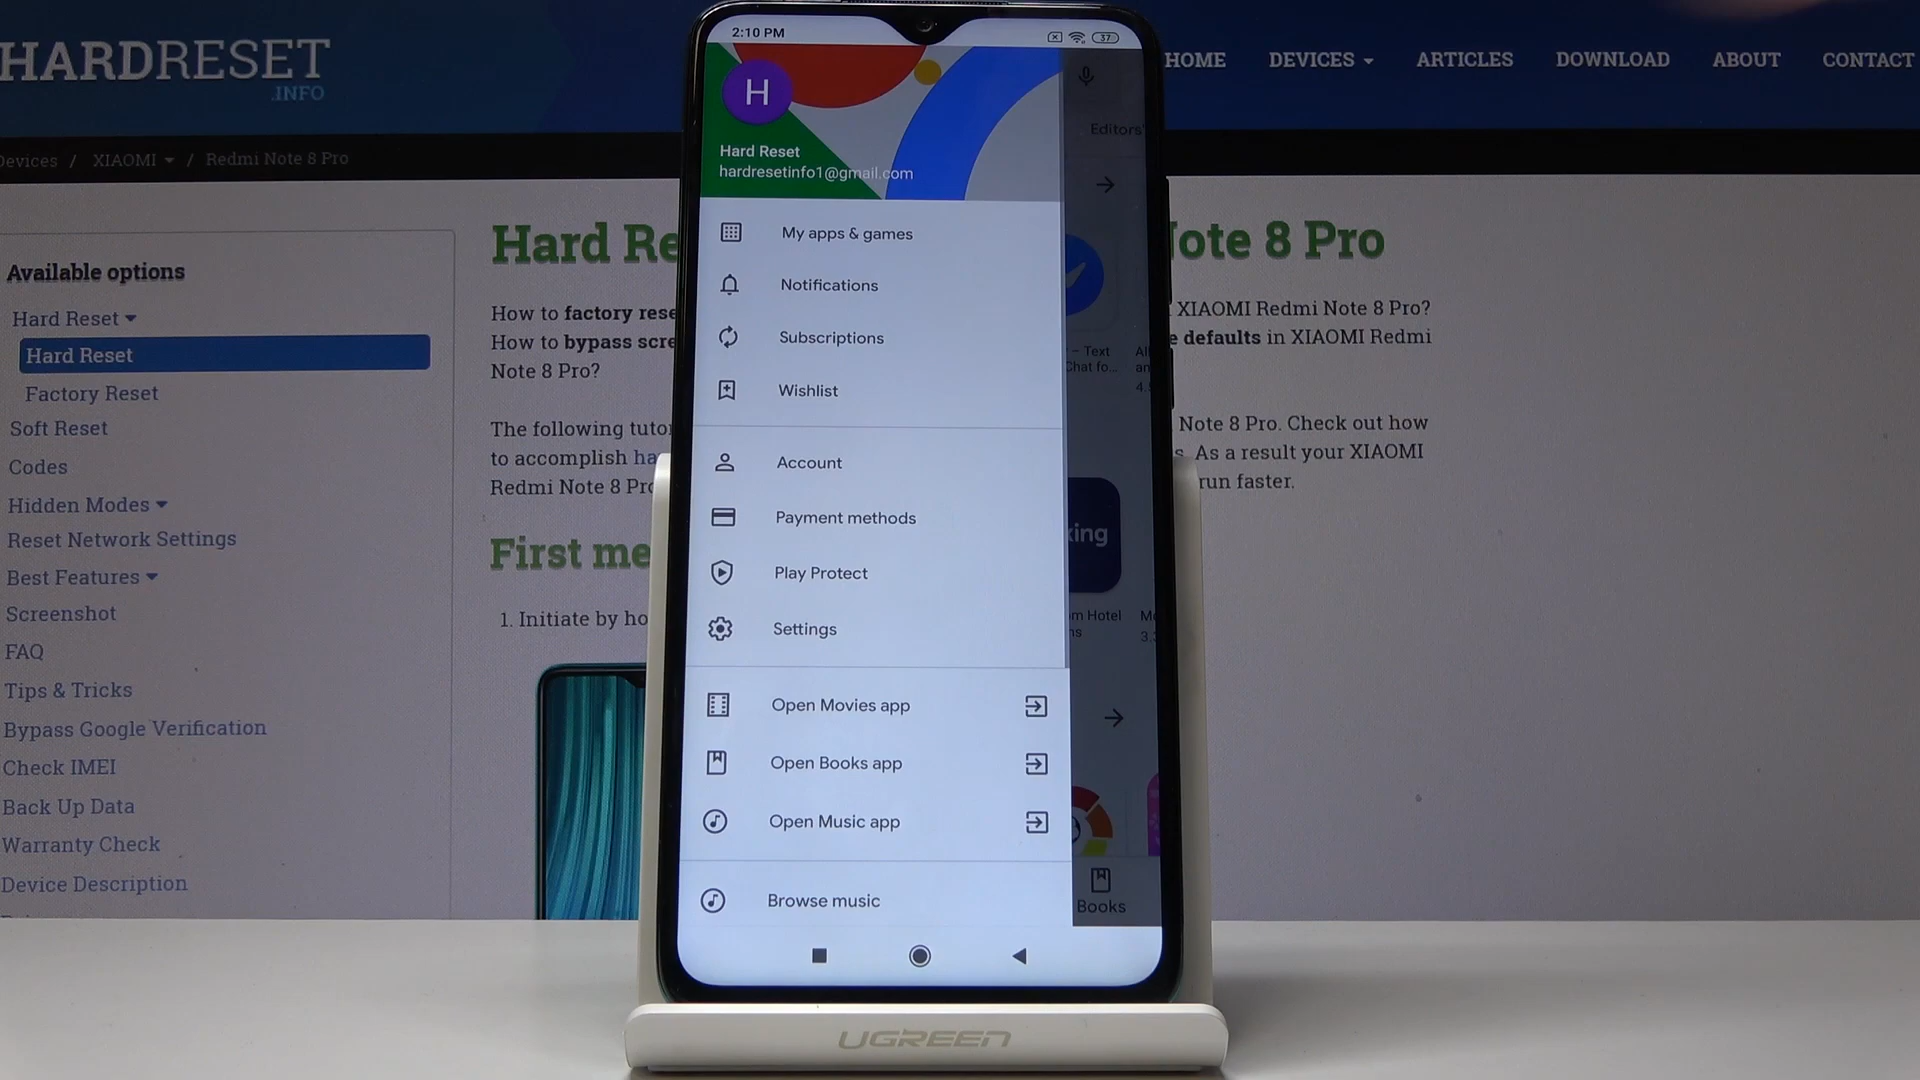 HARDRESET
.INFO
HOME DEVICES ARTICLES DOWNLOAD ABOUT CONTACT
Devices / XIAOMI / Redmi Note 8 Pro
Available options
Hard Reset
Hard Reset
Factory Reset
Soft Reset
Codes
Hidden Modes
Reset Network Settings
Best Features
Screenshot
FAQ
Tips & Tricks
Bypass Google Verification
Check IMEI
Back Up Data
Warranty Check
Device Description
Hard Re
How to factory rese
How to bypass scre
Note 8 Pro?
The following tutor
to accomplish ha
Redmi Note 8 Pro
First me
1. Initiate by ho
2:10 PM
37
H
Hard Reset
hardresetinfo1@gmail.com
My apps & games
Notifications
Subscriptions
Wishlist
Account
Payment methods
Play Protect
Settings
Open Movies app
Open Books app
Open Music app
Browse music
Editors'
– Text
Chat fo...
king
m Hotel
ns
Books
Note 8 Pro
XIAOMI Redmi Note 8 Pro?
e defaults in XIAOMI Redmi
Note 8 Pro. Check out how
s. As a result your XIAOMI
run faster.
UGREEN